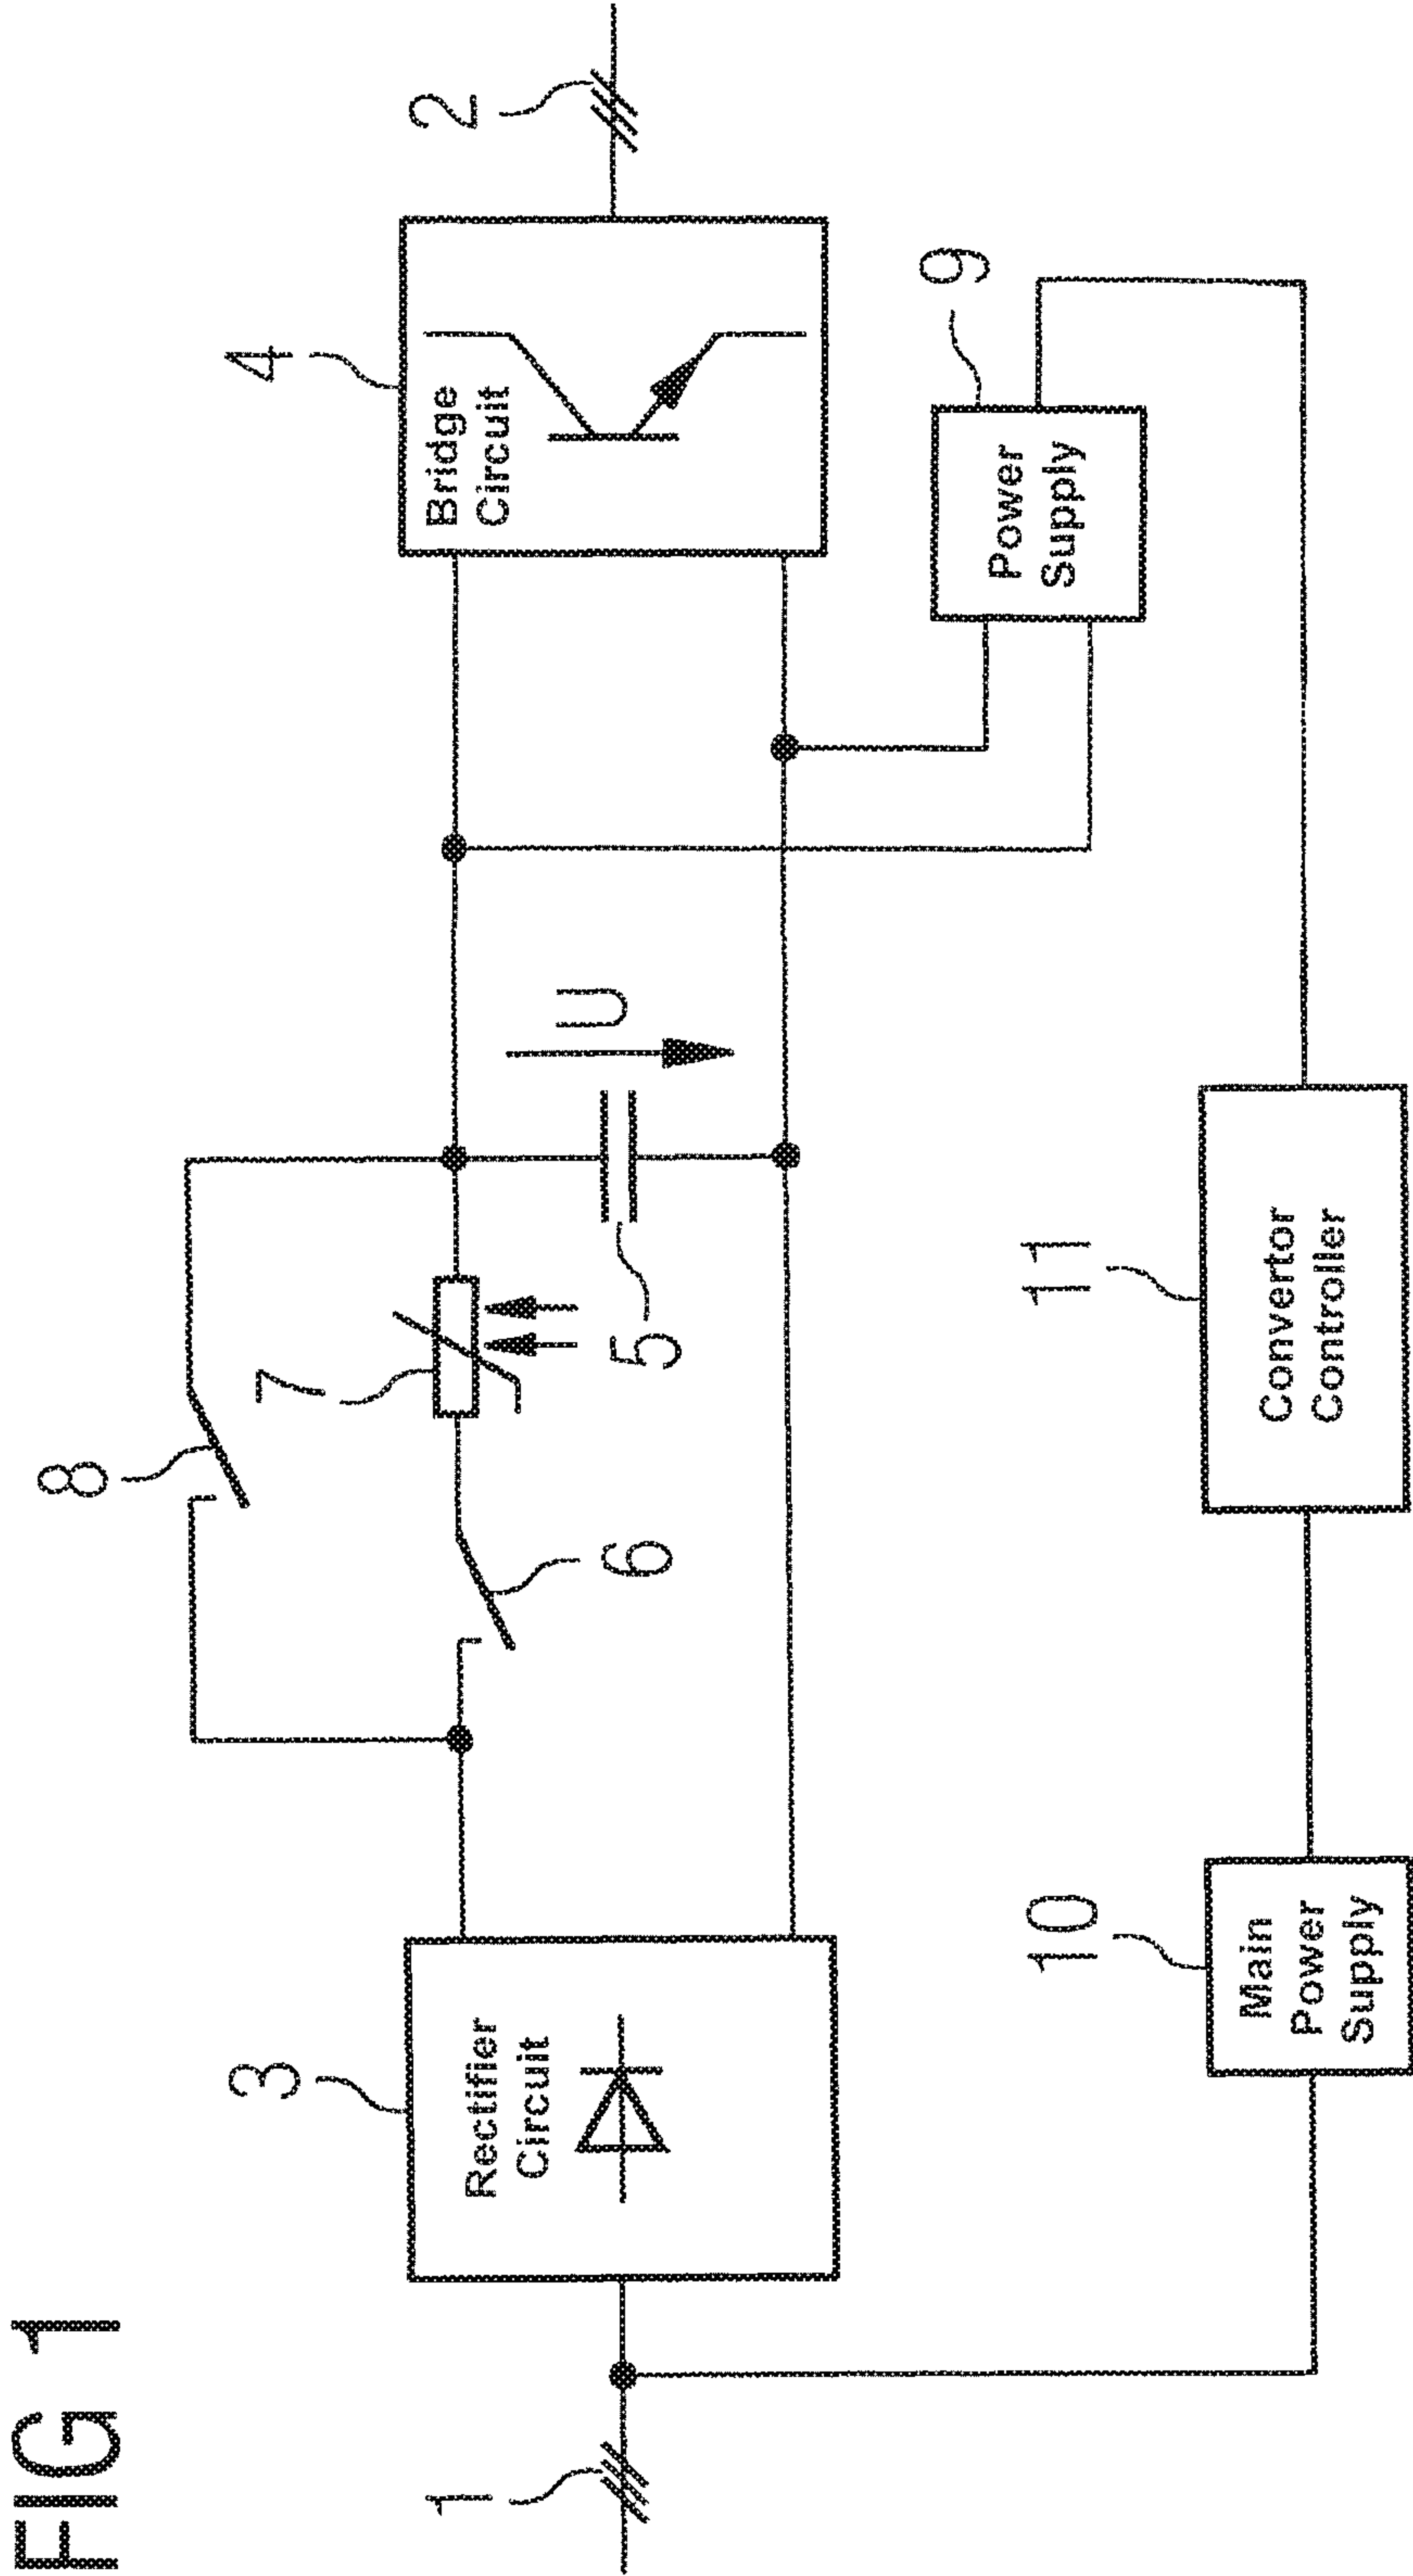 FIG 1
8
4
2
7
3
Bridge
Circuit
Rectifier
Circuit
U
6
5
9
1
Power
Supply
10
11
Main
Power
Supply
Convertor
Controller